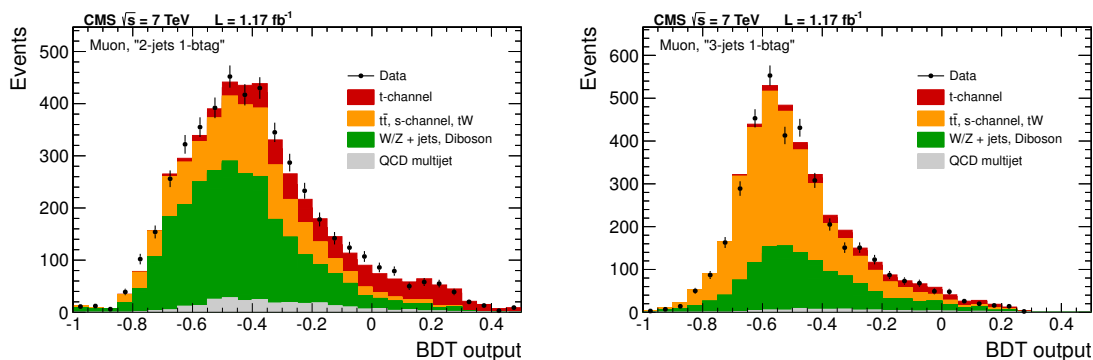 CMS √s = 7 TeV L = 1.17 fb⁻¹
Muon, "2-jets 1-btag"
Events
500
400
300
200
100
0
Data
t-channel
tt̄, s-channel, tW
W/Z + jets, Diboson
QCD multijet
-1 -0.8 -0.6 -0.4 -0.2 0 0.2 0.4
BDT output
CMS √s = 7 TeV L = 1.17 fb⁻¹
Muon, "3-jets 1-btag"
Events
600
500
400
300
200
100
0
Data
t-channel
tt̄, s-channel, tW
W/Z + jets, Diboson
QCD multijet
-1 -0.8 -0.6 -0.4 -0.2 0 0.2 0.4
BDT output